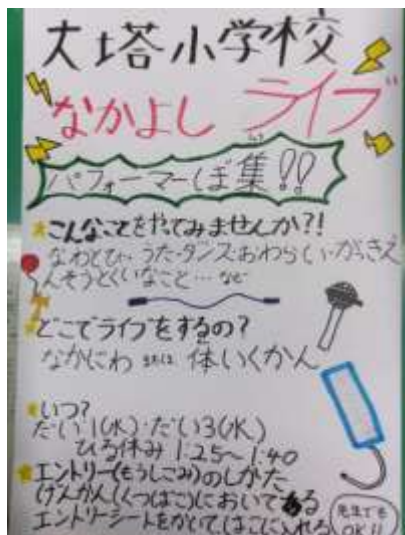 大塔小学校
なかよし ライブ
パフォーマーぼ集!!
こんなことをやってみませんか?!
なわとび・うた・ダンス・おわらい・がっきえ
んそうとくいなこと…など
どこでライブをするの?
なかにわ または 体いくかん
いつ?
だい1(水)・だい3(水)
ひる休み 1:25〜1:40
エントリー(もうしこみ)のしかた
げんかん(くつばこ)においてある
エントリーシートをかいて、はこに入れる
先生でも
OK!!